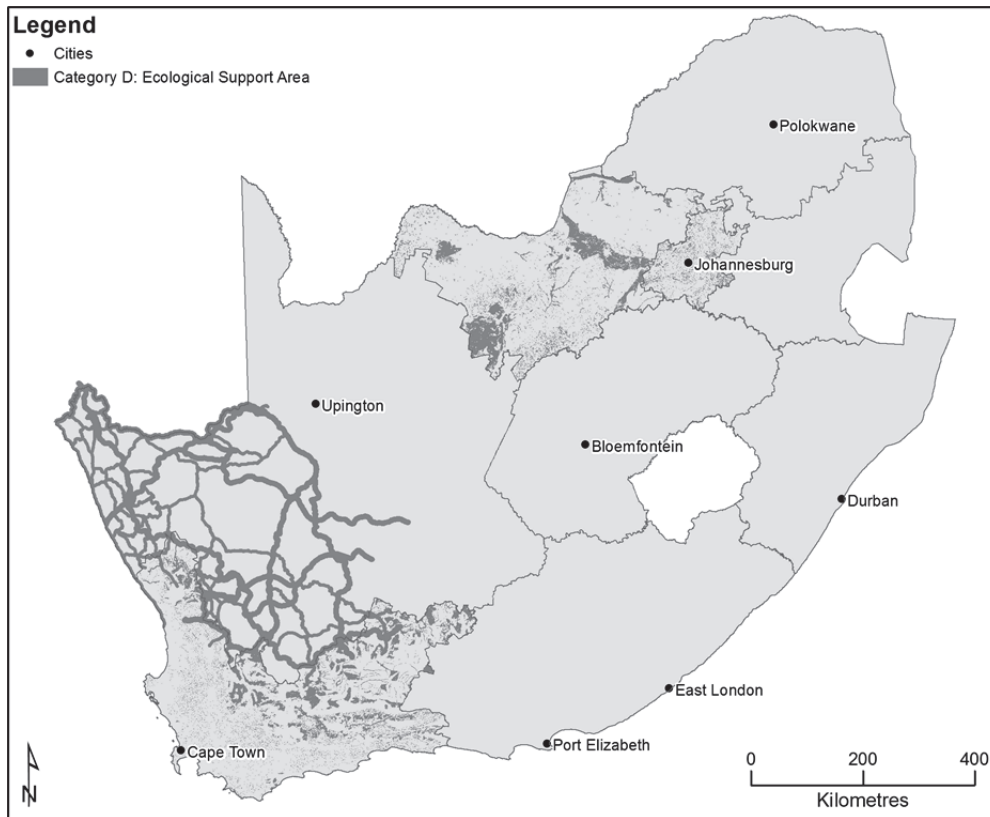 Legend
Cities
Category D: Ecological Support Area
Polokwane
Johannesburg
Upington
Bloemfontein
Durban
East London
Port Elizabeth
Cape Town
N
0 200 400
Kilometres